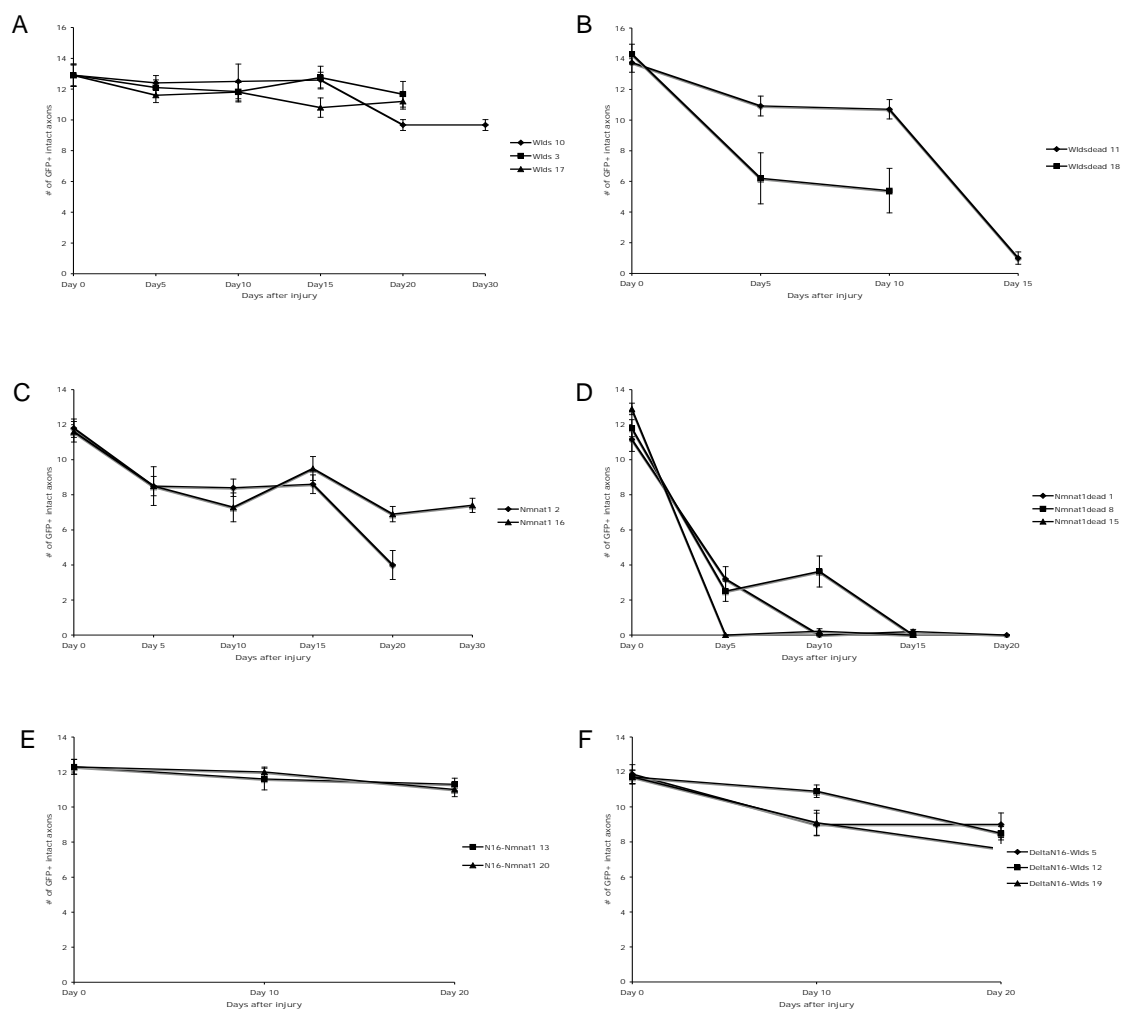 A
16
14
12
10
8
6
4
2
0
# of GFP+ intact axons
Day 0 Day5 Day10 Day15 Day20 Day30
Days after injury
Wlds 10
Wlds 3
Wlds 17
B
16
14
12
10
8
6
4
2
0
# of GFP+ intact axons
Day 0 Day5 Day 10 Day 15
Days after injury
Wldsdead 11
Wldsdead 18
C
14
12
10
8
6
4
2
0
# of GFP+ intact axons
Day 0 Day 5 Day10 Day15 Day20 Day30
Days after injury
Nmnat1 2
Nmnat1 16
D
14
12
10
8
6
4
2
0
# of GFP+ intact axons
Day 0 Day5 Day10 Day15 Day20
Days after injury
Nmnat1dead 1
Nmnat1dead 8
Nmnat1dead 15
E
14
12
10
8
6
4
2
0
# of GFP+ intact axons
Day 0 Day 10 Day 20
Days after injury
N16-Nmnat1 13
N16-Nmnat1 20
F
14
12
10
8
6
4
2
0
# of GFP+ intact axons
Day 0 Day 10 Day 20
Days after injury
DeltaN16-Wlds 5
DeltaN16-Wlds 12
DeltaN16-Wlds 19